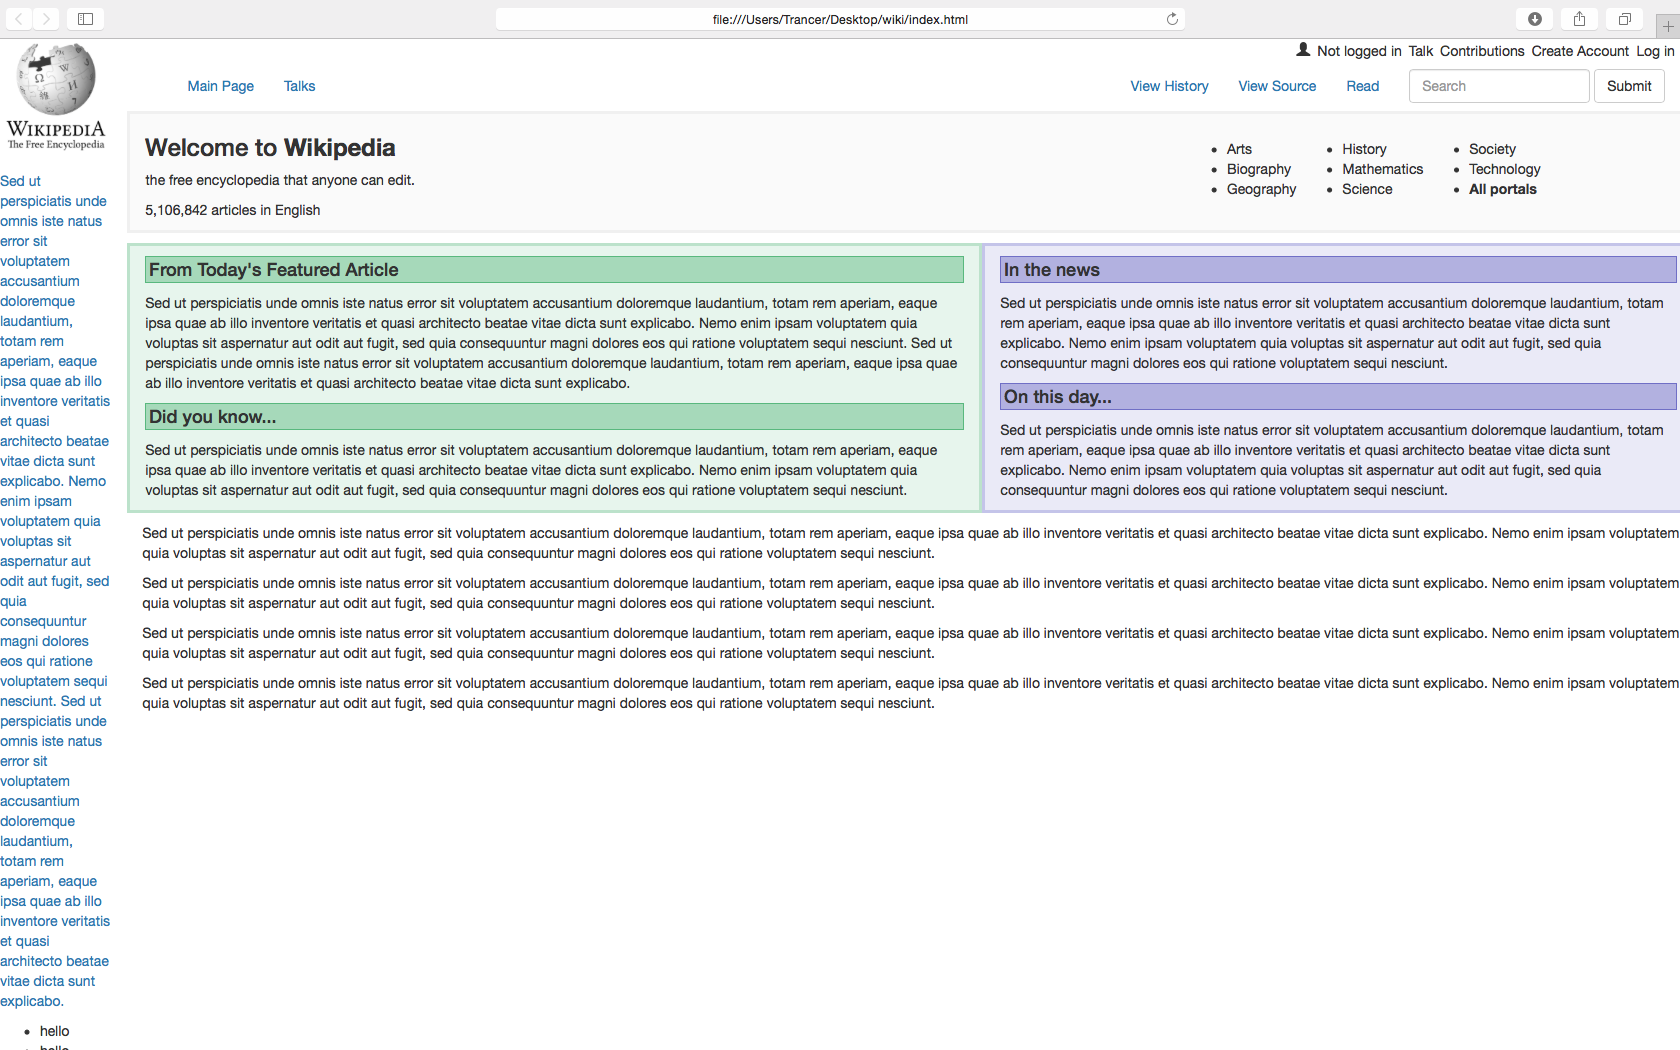 file:///Users/Trancer/Desktop/wiki/index.html
Not logged in Talk Contributions Create Account Log in
Main Page Talks View History View Source Read Search Submit
WIKIPEDIA
The Free Encyclopedia
Sed ut
perspiciatis unde
omnis iste natus
error sit
voluptatem
accusantium
doloremque
laudantium,
totam rem
aperiam, eaque
ipsa quae ab illo
inventore veritatis
et quasi
architecto beatae
vitae dicta sunt
explicabo. Nemo
enim ipsam
voluptatem quia
voluptas sit
aspernatur aut
odit aut fugit, sed
quia
consequuntur
magni dolores
eos qui ratione
voluptatem sequi
nesciunt. Sed ut
perspiciatis unde
omnis iste natus
error sit
voluptatem
accusantium
doloremque
laudantium,
totam rem
aperiam, eaque
ipsa quae ab illo
inventore veritatis
et quasi
architecto beatae
vitae dicta sunt
explicabo.
hello
hello
Welcome to Wikipedia
the free encyclopedia that anyone can edit.
5,106,842 articles in English
Arts
Biography
Geography
History
Mathematics
Science
Society
Technology
All portals
From Today's Featured Article
Sed ut perspiciatis unde omnis iste natus error sit voluptatem accusantium doloremque laudantium, totam rem aperiam, eaque
ipsa quae ab illo inventore veritatis et quasi architecto beatae vitae dicta sunt explicabo. Nemo enim ipsam voluptatem quia
voluptas sit aspernatur aut odit aut fugit, sed quia consequuntur magni dolores eos qui ratione voluptatem sequi nesciunt. Sed ut
perspiciatis unde omnis iste natus error sit voluptatem accusantium doloremque laudantium, totam rem aperiam, eaque ipsa quae
ab illo inventore veritatis et quasi architecto beatae vitae dicta sunt explicabo.
Did you know...
Sed ut perspiciatis unde omnis iste natus error sit voluptatem accusantium doloremque laudantium, totam rem aperiam, eaque
ipsa quae ab illo inventore veritatis et quasi architecto beatae vitae dicta sunt explicabo. Nemo enim ipsam voluptatem quia
voluptas sit aspernatur aut odit aut fugit, sed quia consequuntur magni dolores eos qui ratione voluptatem sequi nesciunt.
In the news
Sed ut perspiciatis unde omnis iste natus error sit voluptatem accusantium doloremque laudantium, totam
rem aperiam, eaque ipsa quae ab illo inventore veritatis et quasi architecto beatae vitae dicta sunt
explicabo. Nemo enim ipsam voluptatem quia voluptas sit aspernatur aut odit aut fugit, sed quia
consequuntur magni dolores eos qui ratione voluptatem sequi nesciunt.
On this day...
Sed ut perspiciatis unde omnis iste natus error sit voluptatem accusantium doloremque laudantium, totam
rem aperiam, eaque ipsa quae ab illo inventore veritatis et quasi architecto beatae vitae dicta sunt
explicabo. Nemo enim ipsam voluptatem quia voluptas sit aspernatur aut odit aut fugit, sed quia
consequuntur magni dolores eos qui ratione voluptatem sequi nesciunt.
Sed ut perspiciatis unde omnis iste natus error sit voluptatem accusantium doloremque laudantium, totam rem aperiam, eaque ipsa quae ab illo inventore veritatis et quasi architecto beatae vitae dicta sunt explicabo. Nemo enim ipsam voluptatem
quia voluptas sit aspernatur aut odit aut fugit, sed quia consequuntur magni dolores eos qui ratione voluptatem sequi nesciunt.
Sed ut perspiciatis unde omnis iste natus error sit voluptatem accusantium doloremque laudantium, totam rem aperiam, eaque ipsa quae ab illo inventore veritatis et quasi architecto beatae vitae dicta sunt explicabo. Nemo enim ipsam voluptatem
quia voluptas sit aspernatur aut odit aut fugit, sed quia consequuntur magni dolores eos qui ratione voluptatem sequi nesciunt.
Sed ut perspiciatis unde omnis iste natus error sit voluptatem accusantium doloremque laudantium, totam rem aperiam, eaque ipsa quae ab illo inventore veritatis et quasi architecto beatae vitae dicta sunt explicabo. Nemo enim ipsam voluptatem
quia voluptas sit aspernatur aut odit aut fugit, sed quia consequuntur magni dolores eos qui ratione voluptatem sequi nesciunt.
Sed ut perspiciatis unde omnis iste natus error sit voluptatem accusantium doloremque laudantium, totam rem aperiam, eaque ipsa quae ab illo inventore veritatis et quasi architecto beatae vitae dicta sunt explicabo. Nemo enim ipsam voluptatem
quia voluptas sit aspernatur aut odit aut fugit, sed quia consequuntur magni dolores eos qui ratione voluptatem sequi nesciunt.